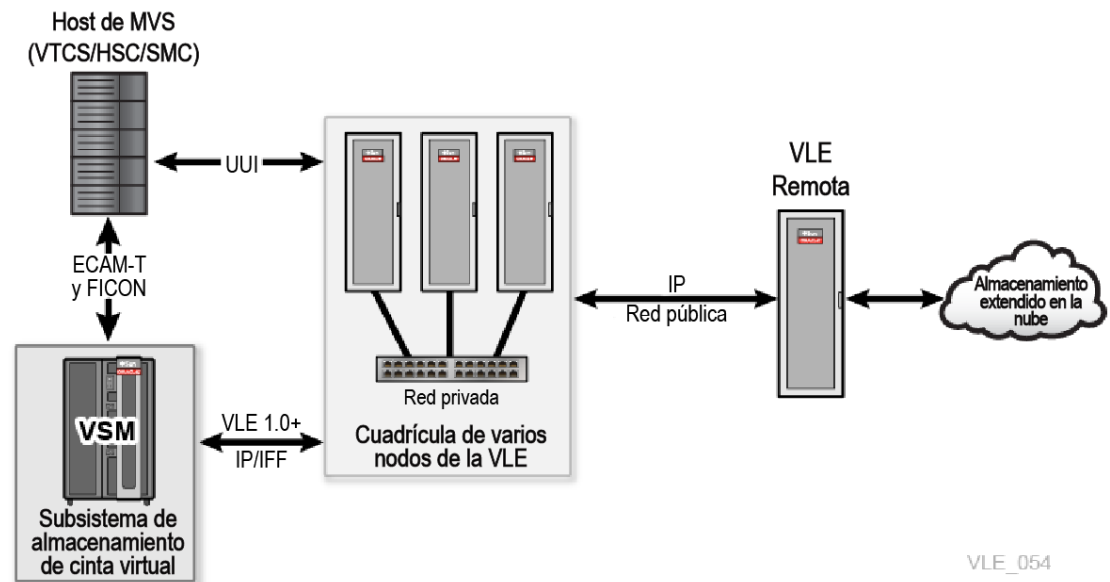 Host de MVS
(VTCS/HSC/SMC)
UUI
ECAM-T
y FICON
VSM
Subsistema de
almacenamiento
de cinta virtual
VLE 1.0+
IP/IFF
Red privada
Cuadrícula de varios
nodos de la VLE
IP
Red pública
VLE
Remota
Almacenamiento
extendido en la
nube
VLE_054